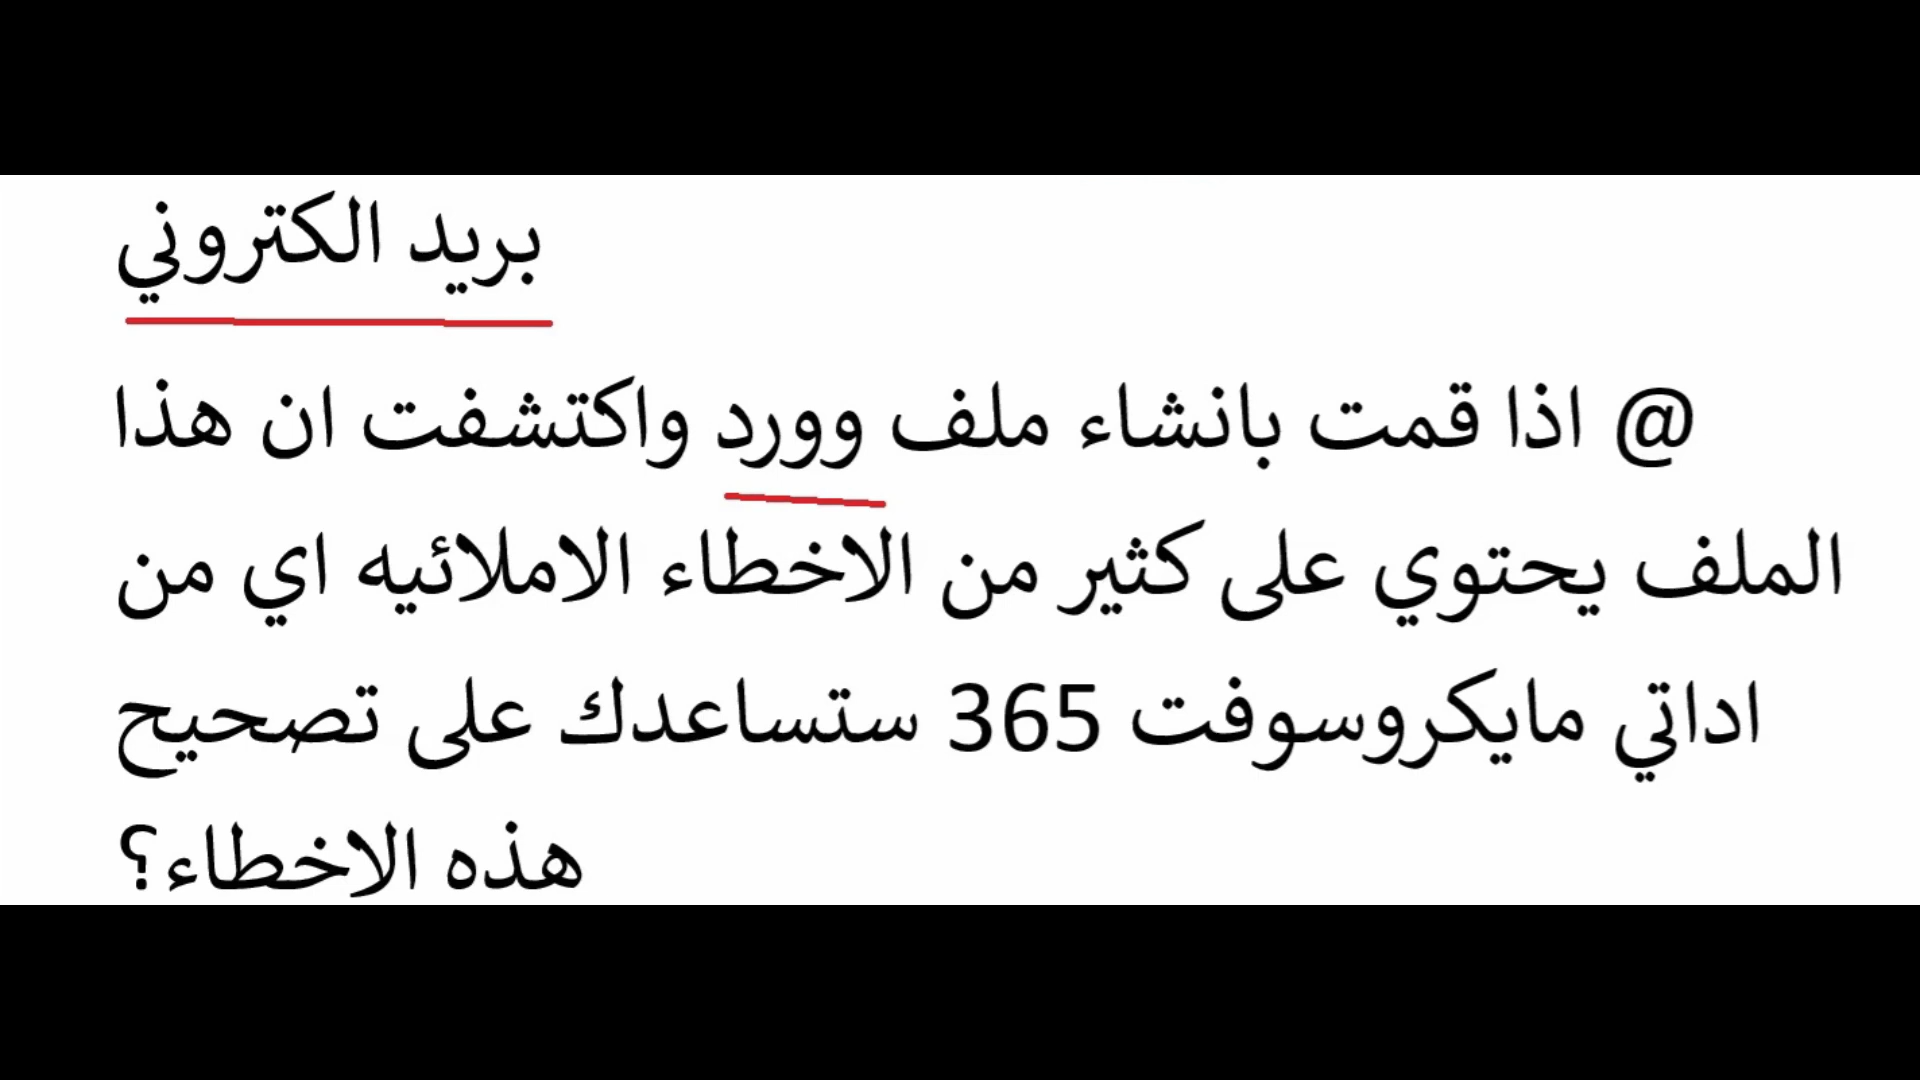 بريد الكتروني
@ اذا قمت بانشاء ملف وورد واكتشفت ان هذا
الملف يحتوي على كثير من الاخطاء الاملائيه اي من
اداتي مايكروسوفت 365 ستساعدك على تصحيح
هذه الاخطاء؟